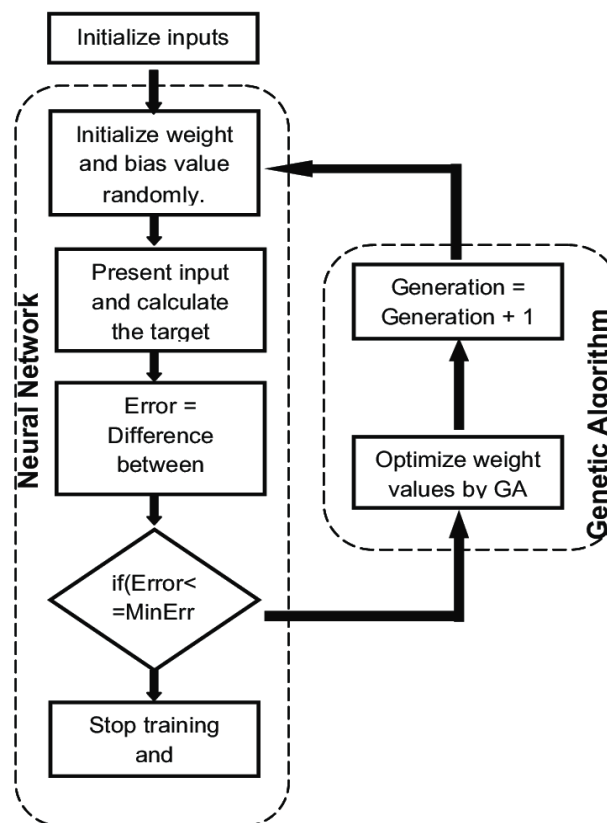 Initialize inputs
Initialize weight
and bias value
randomly.
Present input
and calculate
the target
Error =
Difference
between
if(Error<
=MinErr
Stop training
and
Neural Network
Generation =
Generation + 1
Optimize weight
values by GA
Genetic Algorithm